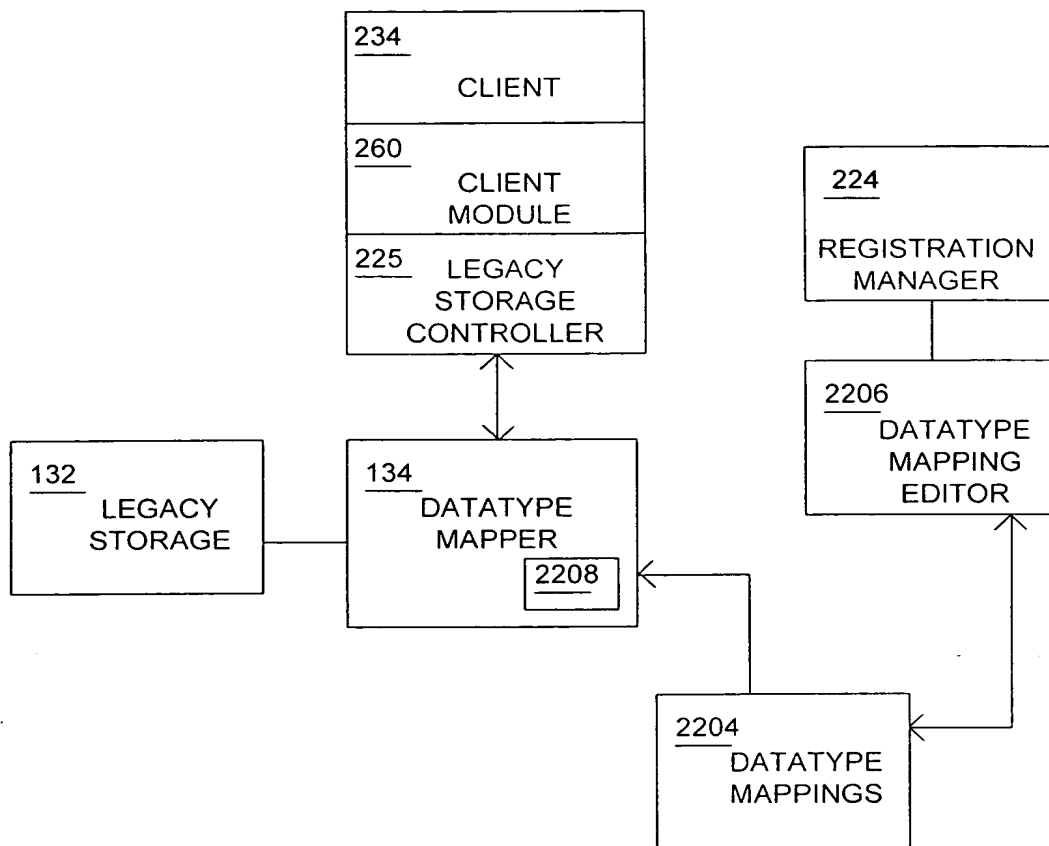 234
CLIENT
260
CLIENT
MODULE
225
LEGACY
STORAGE
CONTROLLER
224
REGISTRATION
MANAGER
2206
DATATYPE
MAPPING
EDITOR
132
LEGACY
STORAGE
134
DATATYPE
MAPPER
2208
2204
DATATYPE
MAPPINGS